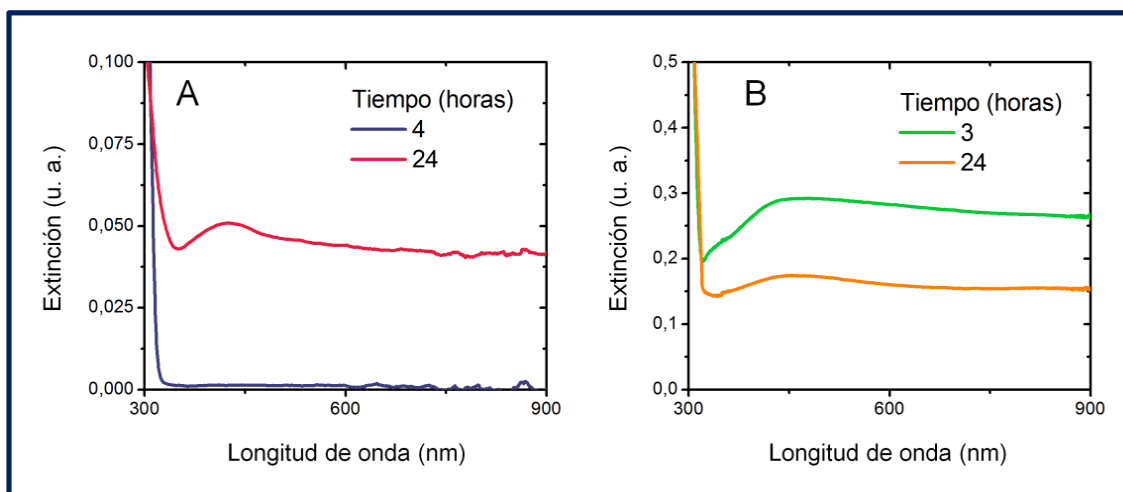 A
Tiempo (horas)
4
24
0,100
0,075
0,050
0,025
0,000
300
600
900
Extinción (u. a.)
Longitud de onda (nm)
B
Tiempo (horas)
3
24
0,5
0,4
0,3
0,2
0,1
0,0
300
600
900
Extinción (u. a.)
Longitud de onda (nm)